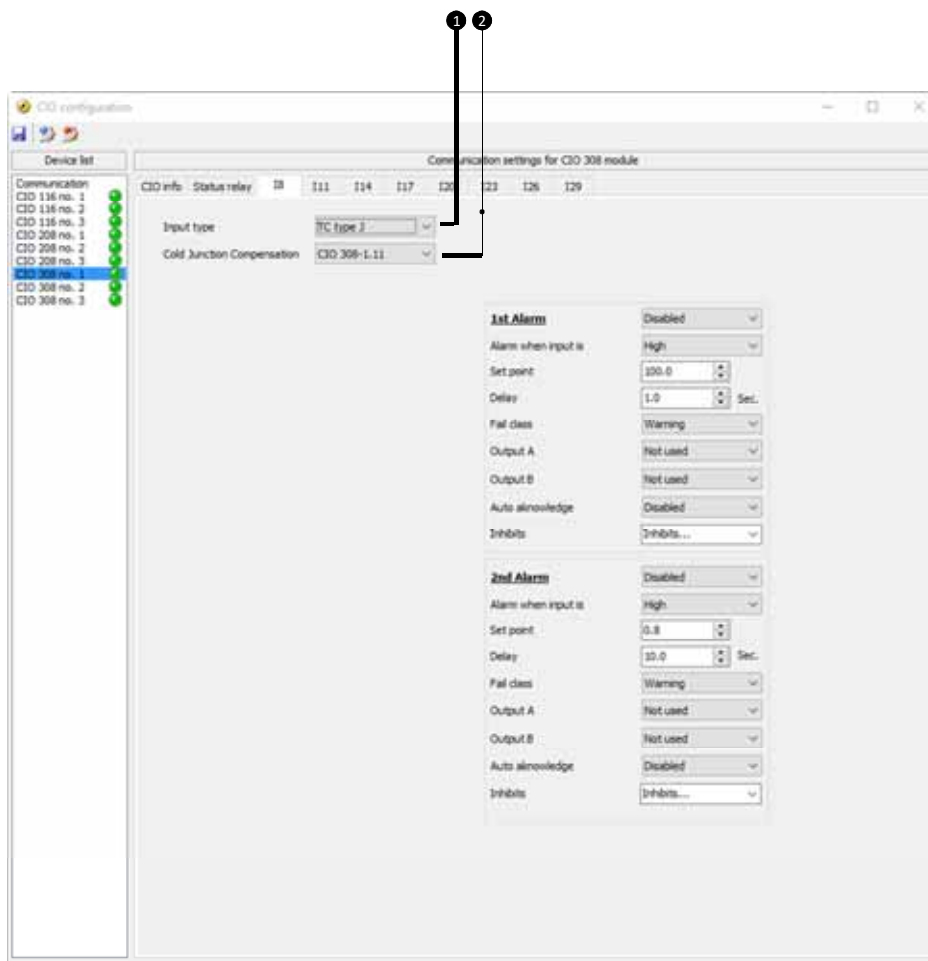 1 2
CIO configuration
Device list
Communication settings for CIO 308 module
Communication
CIO 116 no. 1
CIO 116 no. 2
CIO 116 no. 3
CIO 208 no. 1
CIO 208 no. 2
CIO 208 no. 3
CIO 308 no. 1
CIO 308 no. 2
CIO 308 no. 3
CIO info Status relay I8 I11 I14 I17 I20 I23 I26 I29
Input type TC type J
Cold Junction Compensation CIO 308-1.11
1st Alarm Disabled
Alarm when input is High
Set point 100.0
Delay 1.0 Sec.
Fail class Warning
Output A Not used
Output B Not used
Auto aknowledge Disabled
Inhibits Inhibits...
2nd Alarm Disabled
Alarm when input is High
Set point 0.8
Delay 10.0 Sec.
Fail class Warning
Output A Not used
Output B Not used
Auto aknowledge Disabled
Inhibits Inhibits...